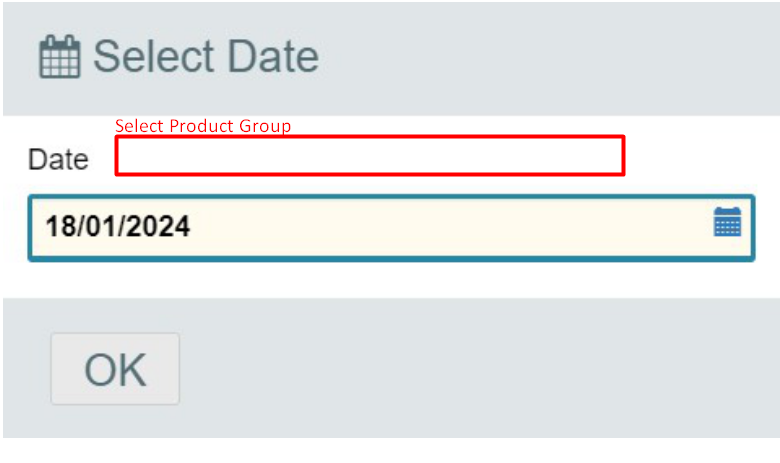 Select Date
Select Product Group
Date
18/01/2024
OK